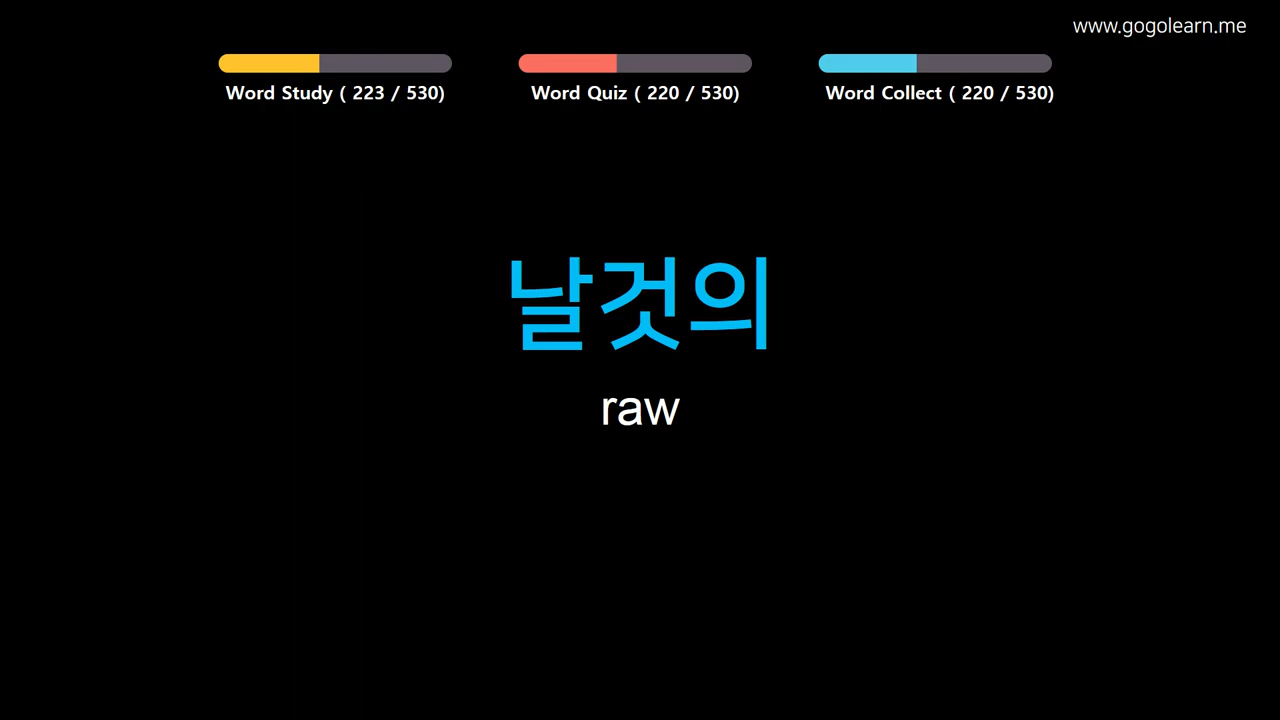 www.gogolearn.me
Word Study ( 223 / 530)
Word Quiz ( 220 / 530)
Word Collect ( 220 / 530)
날것의
raw